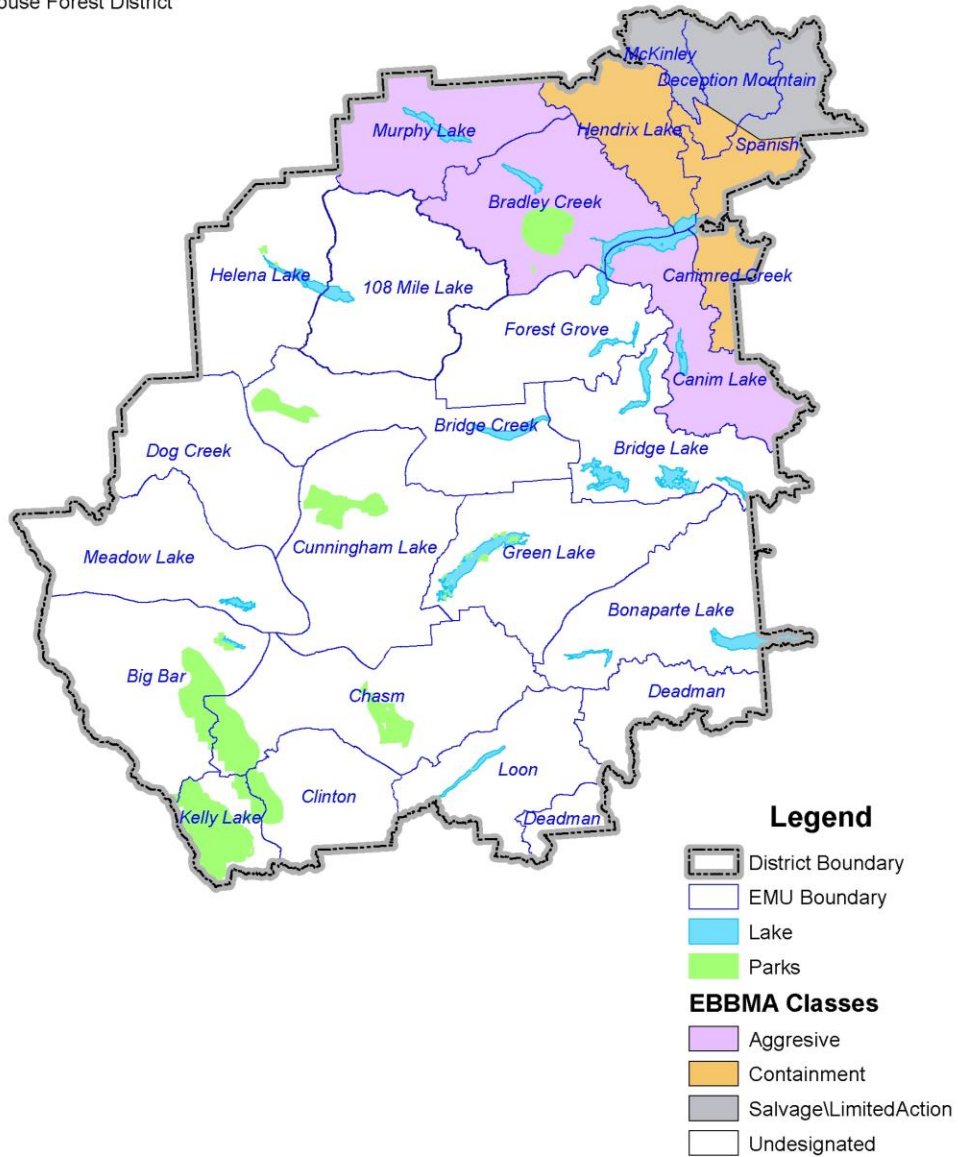 Forest District
McKinley
Deception Mountain
Murphy Lake
Hendrix Lake
Spanish
Bradley Creek
Helena Lake
108 Mile Lake
Canimred Creek
Forest Grove
Canim Lake
Bridge Creek
Dog Creek
Bridge Lake
Meadow Lake
Cunningham Lake
Green Lake
Bonaparte Lake
Big Bar
Chasm
Deadman
Loon
Clinton
Kelly Lake
Deadman
Legend
District Boundary
EMU Boundary
Lake
Parks
EBBMA Classes
Aggresive
Containment
Salvage\LimitedAction
Undesignated